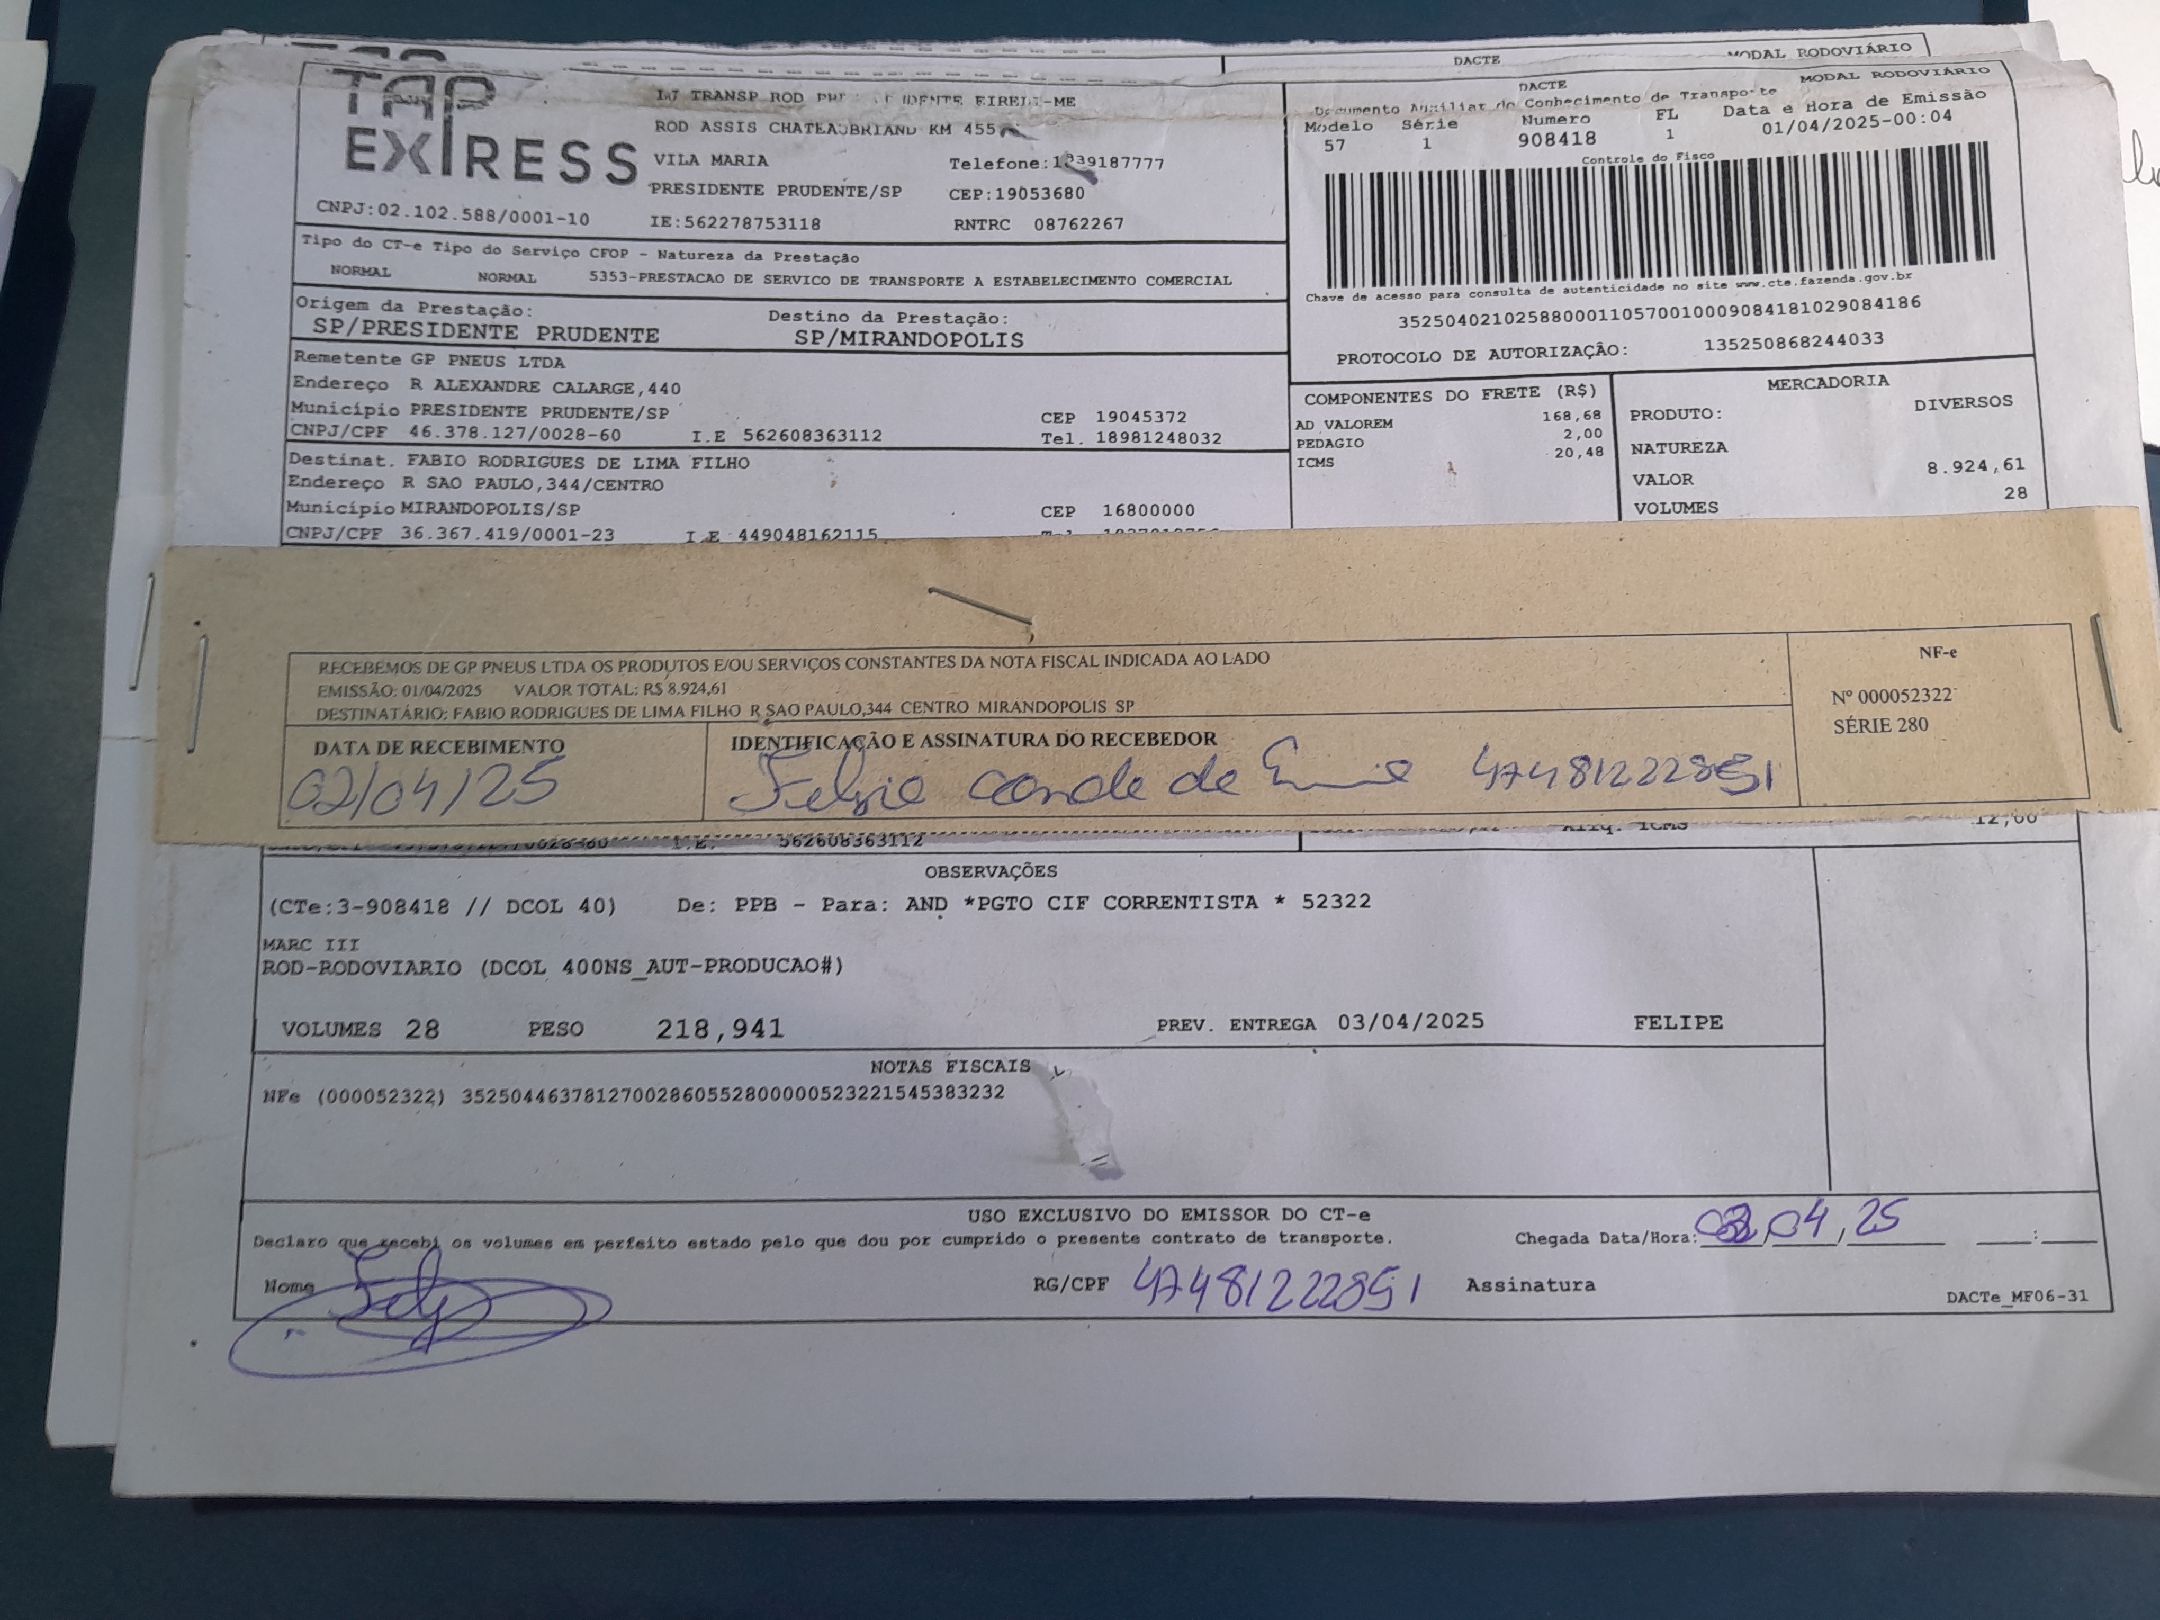 DACTE MODAL RODOVIÁRIO
TAP EXPRESS
TRANSP ROD EIRELI-ME
ROD ASSIS CHATEAUBRIAND KM 455
VILA MARIA Telefone:1839187777
PRESIDENTE PRUDENTE/SP CEP:19053680
CNPJ:02.102.588/0001-10 IE:562278753118 RNTRC 08762267
DACTE MODAL RODOVIÁRIO
Documento Auxiliar do Conhecimento de Transporte
Modelo Série Numero FL Data e Hora de Emissão
57 1 908418 1 01/04/2025-00:04
Controle do Fisco
Chave de acesso para consulta de autenticidade no site www.cte.fazenda.gov.br
35250402102588000110570010009084181029084186
PROTOCOLO DE AUTORIZAÇÃO: 135250868244033
Tipo do CT-e Tipo do Serviço CFOP - Natureza da Prestação
NORMAL NORMAL 5353-PRESTACAO DE SERVICO DE TRANSPORTE A ESTABELECIMENTO COMERCIAL
Origem da Prestação: Destino da Prestação:
SP/PRESIDENTE PRUDENTE SP/MIRANDOPOLIS
Remetente GP PNEUS LTDA
Endereço R ALEXANDRE CALARGE,440
Município PRESIDENTE PRUDENTE/SP CEP 19045372
CNPJ/CPF 46.378.127/0028-60 I.E 562608363112 Tel. 18981248032
Destinat. FABIO RODRIGUES DE LIMA FILHO
Endereço R SAO PAULO,344/CENTRO
Município MIRANDOPOLIS/SP CEP 16800000
CNPJ/CPF 36.367.419/0001-23 I.E 449048162115
COMPONENTES DO FRETE (R$)
AD VALOREM 168,68
PEDAGIO 2,00
ICMS 20,48
MERCADORIA
PRODUTO: DIVERSOS
NATUREZA
VALOR 8.924,61
VOLUMES 28
RECEBEMOS DE GP PNEUS LTDA OS PRODUTOS E/OU SERVIÇOS CONSTANTES DA NOTA FISCAL INDICADA AO LADO
EMISSÃO: 01/04/2025 VALOR TOTAL: R$ 8.924,61
DESTINATÁRIO: FABIO RODRIGUES DE LIMA FILHO R SAO PAULO,344 CENTRO MIRANDOPOLIS SP
NF-e
Nº 000052322
SÉRIE 280
DATA DE RECEBIMENTO IDENTIFICAÇÃO E ASSINATURA DO RECEBEDOR
02/04/25 conde de 47481222851
0028-60 I.E. 562608363112 Aliq. ICMS 12,00
OBSERVAÇÕES
(CTe:3-908418 // DCOL 40) De: PPB - Para: AND *PGTO CIF CORRENTISTA * 52322
MARC III
ROD-RODOVIARIO (DCOL 400NS_AUT-PRODUCAO#)
VOLUMES 28 PESO 218,941 PREV. ENTREGA 03/04/2025 FELIPE
NOTAS FISCAIS
NFe (000052322) 35250446378127002860552800000523221545383232
USO EXCLUSIVO DO EMISSOR DO CT-e
Declaro que recebi os volumes em perfeito estado pelo que dou por cumprido o presente contrato de transporte. Chegada Data/Hora: 04,25
Nome RG/CPF 47481222851 Assinatura
DACTe_MF06-31